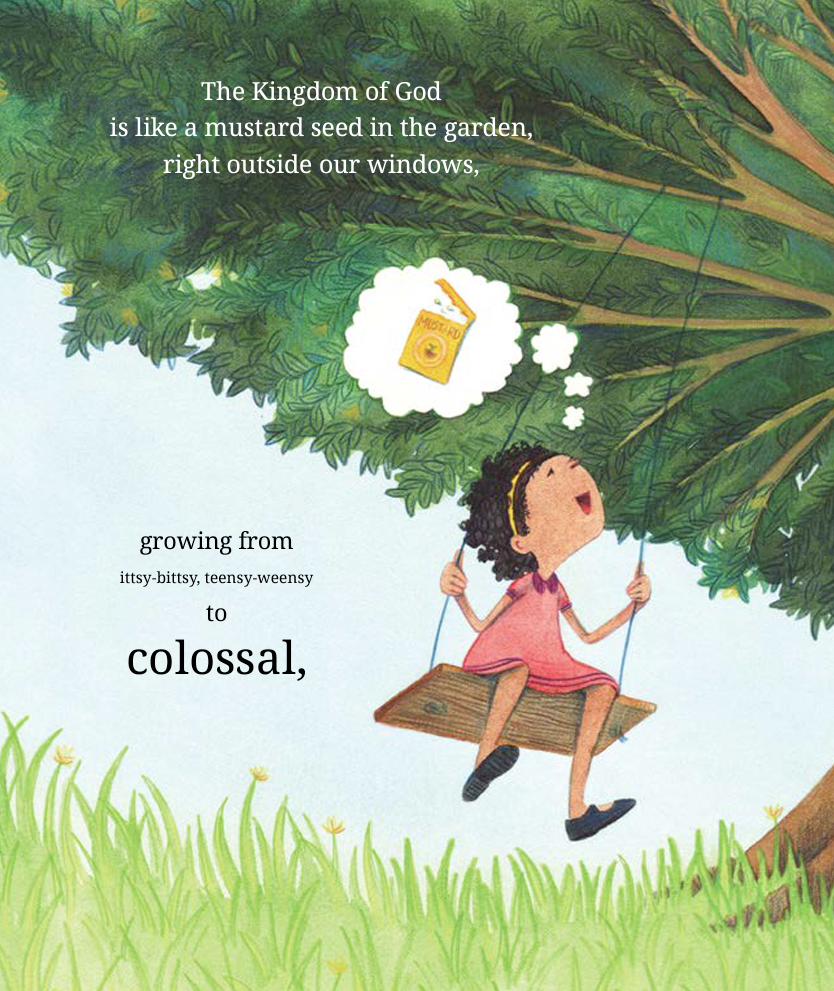 The Kingdom of God
is like a mustard seed in the garden,
right outside our windows,
MUSTARD
growing from
ittsy-bittsy, teensy-weensy
to
colossal,